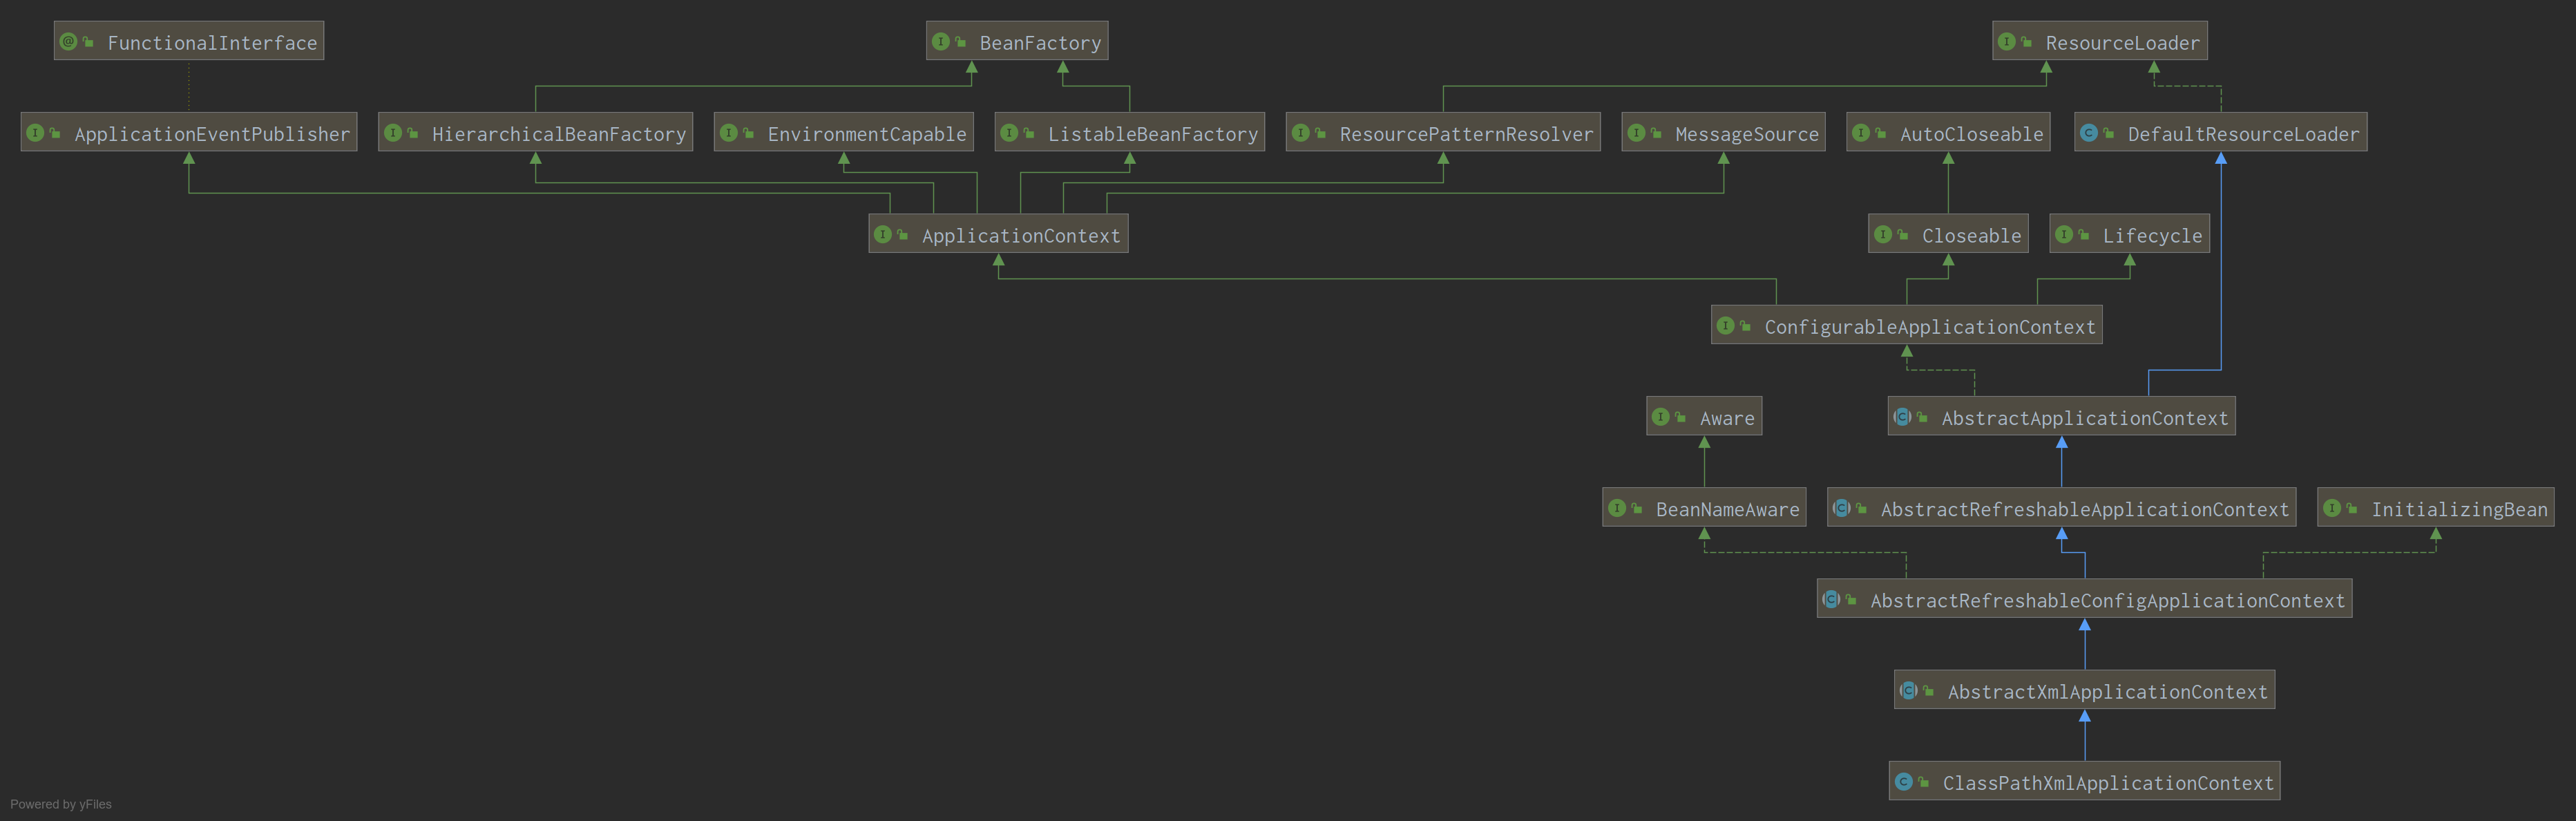 FunctionalInterface
BeanFactory
ResourceLoader
ApplicationEventPublisher
HierarchicalBeanFactory
EnvironmentCapable
ListableBeanFactory
ResourcePatternResolver
MessageSource
AutoCloseable
DefaultResourceLoader
ApplicationContext
Closeable
Lifecycle
ConfigurableApplicationContext
Aware
AbstractApplicationContext
BeanNameAware
AbstractRefreshableApplicationContext
InitializingBean
AbstractRefreshableConfigApplicationContext
AbstractXmlApplicationContext
ClassPathXmlApplicationContext
Powered by yFiles